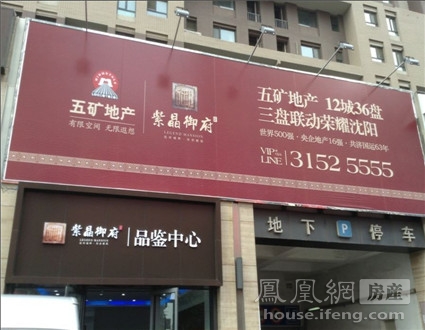 五矿地产
有限空间 无限遐想
紫晶御府
五矿地产 12城36盘
三盘联动荣耀沈阳
世界500强·央企地产16强·共济国运63年
VIP
LINE 3152 5555
紫晶御府 品鉴中心
地下 P 停车
鳳凰網 房产
house.ifeng.com